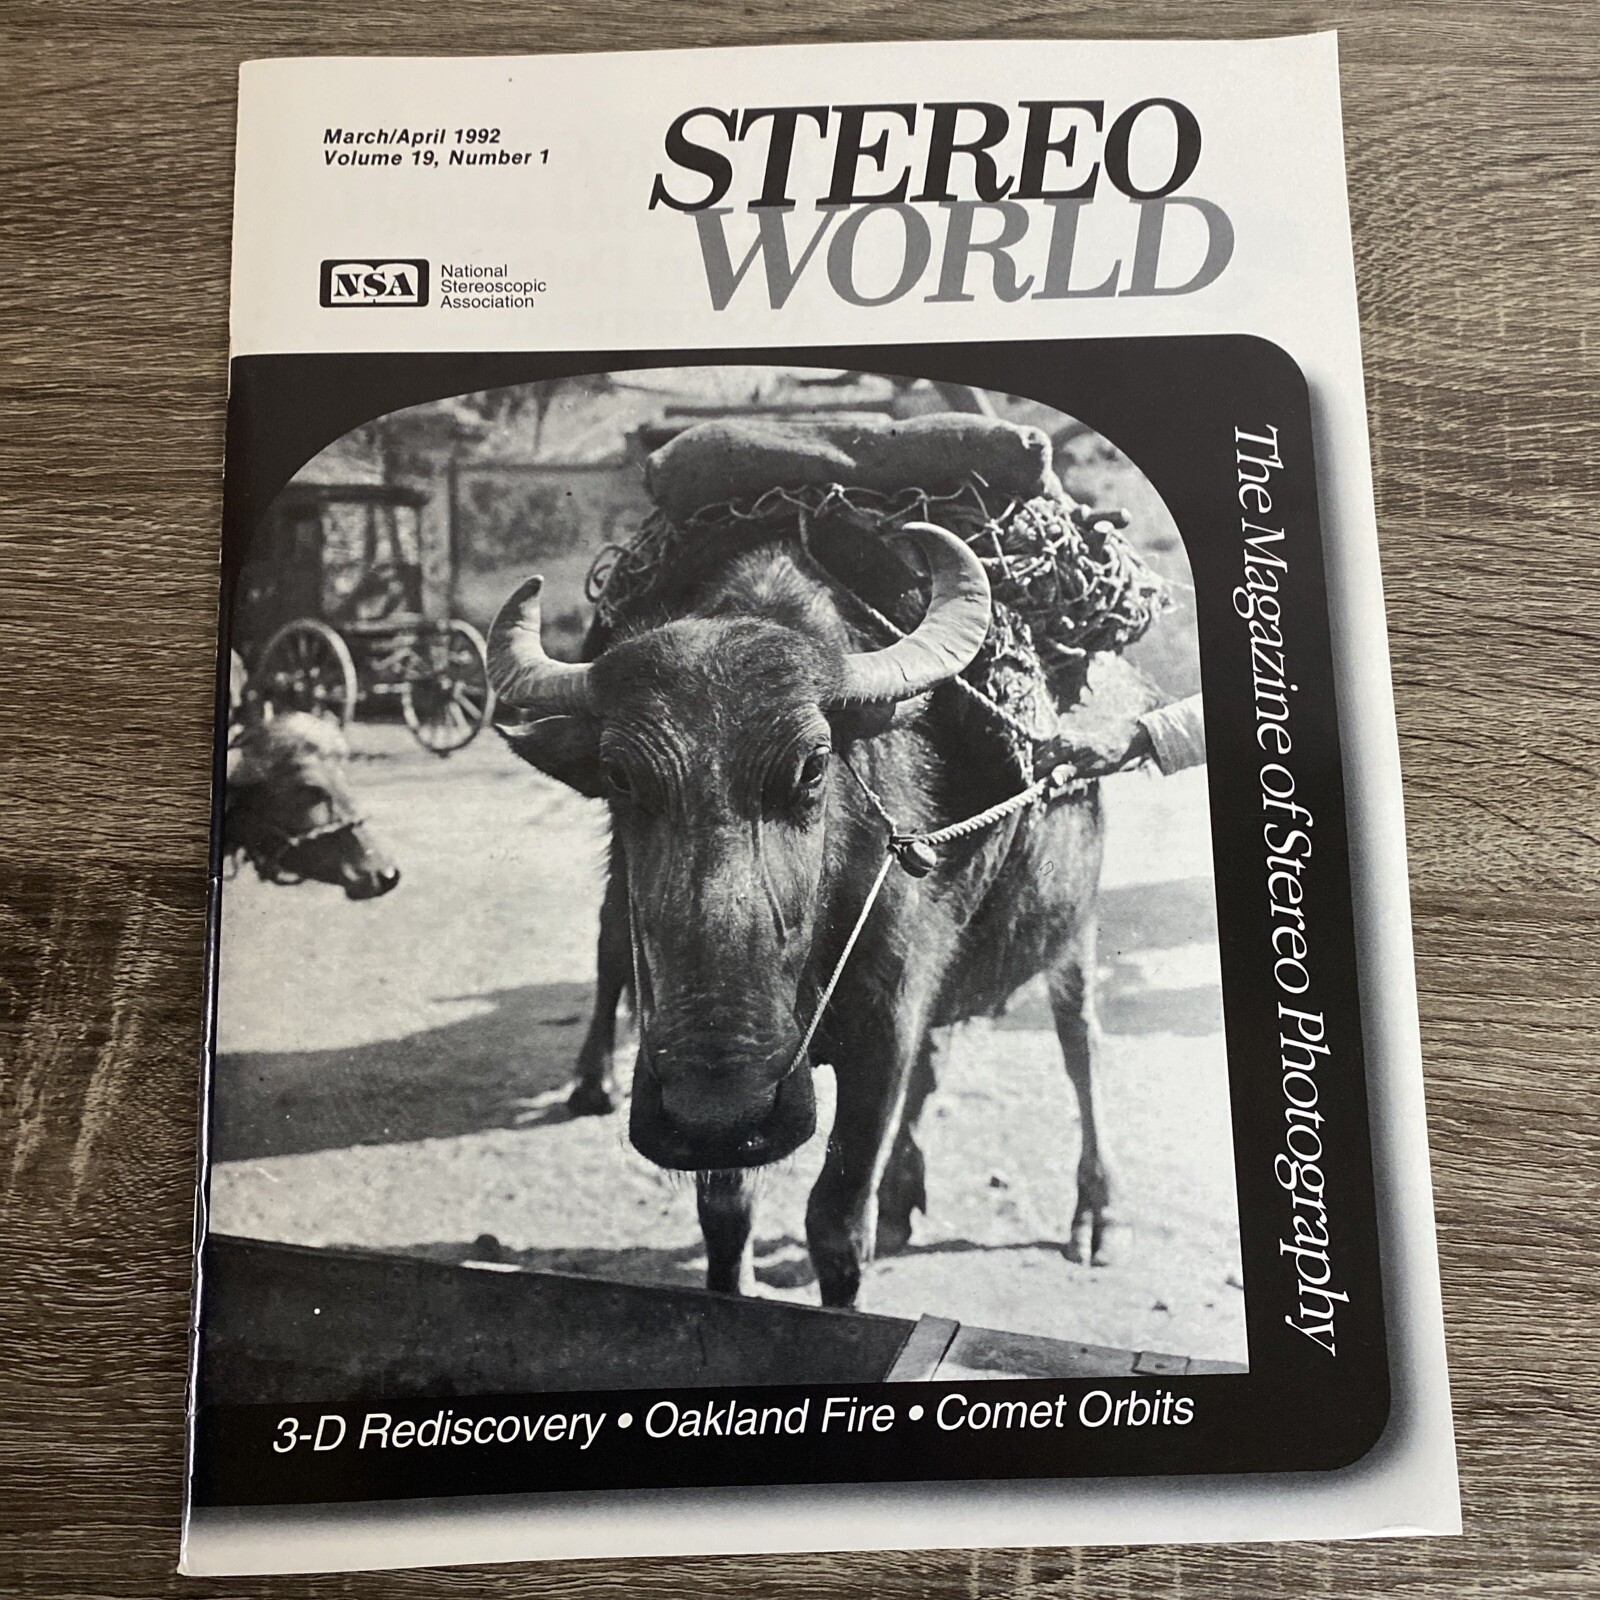 March/April 1992
Volume 19, Number 1
STEREO
WORLD
NSA
National
Stereoscopic
Association
The Magazine of Stereo Photography
3-D Rediscovery • Oakland Fire • Comet Orbits